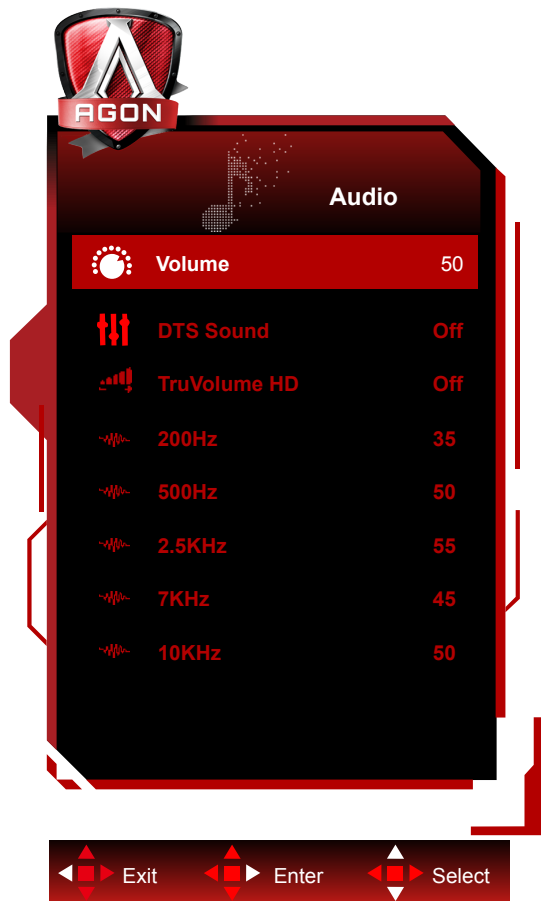 AGON
Audio
Volume 50
DTS Sound Off
TruVolume HD Off
200Hz 35
500Hz 50
2.5KHz 55
7KHz 45
10KHz 50
Exit Enter Select